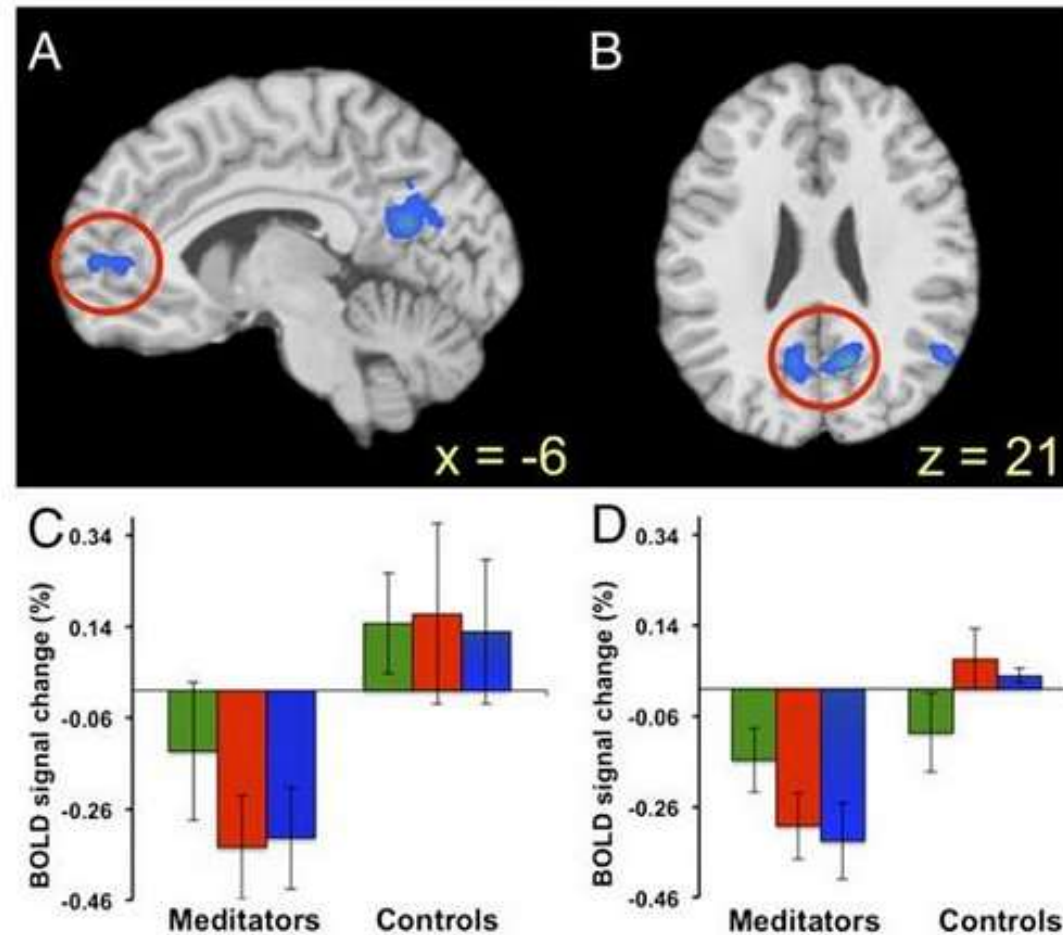 A
B
x = -6
z = 21
C
BOLD signal change (%)
0.34
0.14
-0.06
-0.26
-0.46
Meditators Controls
D
BOLD signal change (%)
0.34
0.14
-0.06
-0.26
-0.46
Meditators Controls